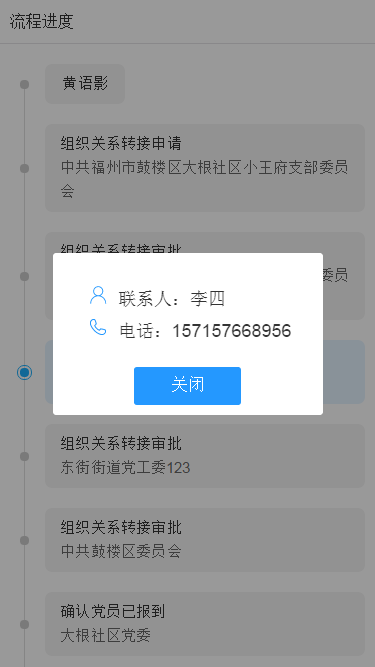 流程进度
黄语影
组织关系转接申请
中共福州市鼓楼区大根社区小王府支部委员
会
组织关系转接审批
委员
联系人：李四
电话：157157668956
关闭
组织关系转接审批
东街街道党工委123
组织关系转接审批
中共鼓楼区委员会
确认党员已报到
大根社区党委